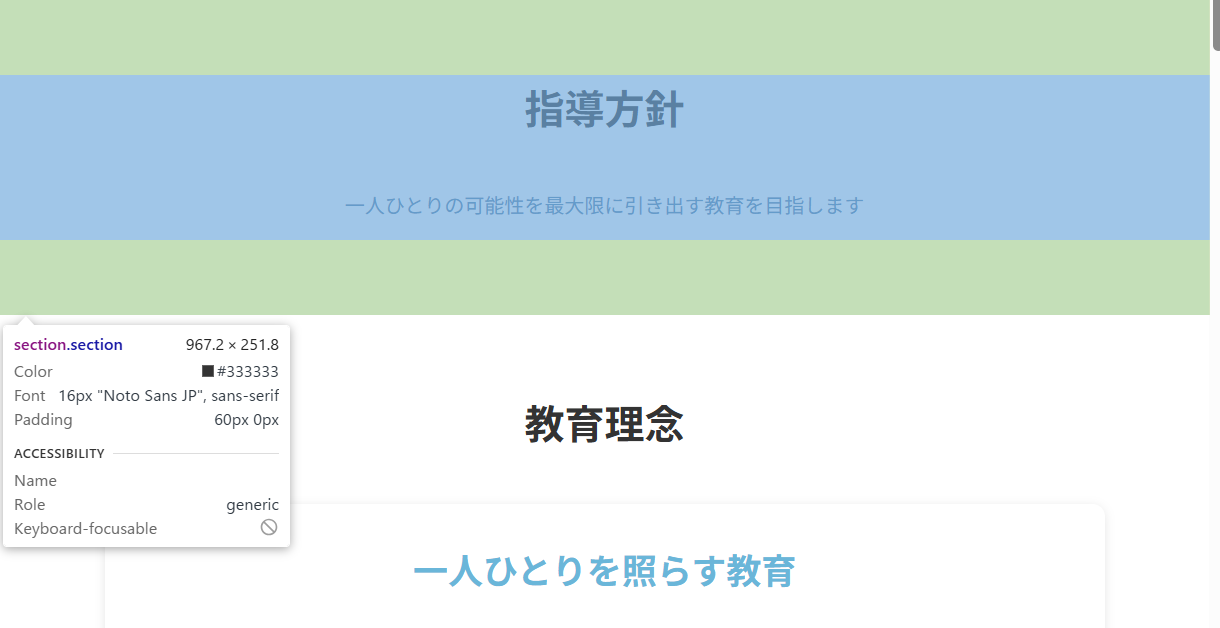 指導方針
一人ひとりの可能性を最大限に引き出す教育を目指します
section.section 967.2 × 251.8
Color #333333
Font 16px "Noto Sans JP", sans-serif
Padding 60px 0px
ACCESSIBILITY
Name
Role generic
Keyboard-focusable
教育理念
一人ひとりを照らす教育